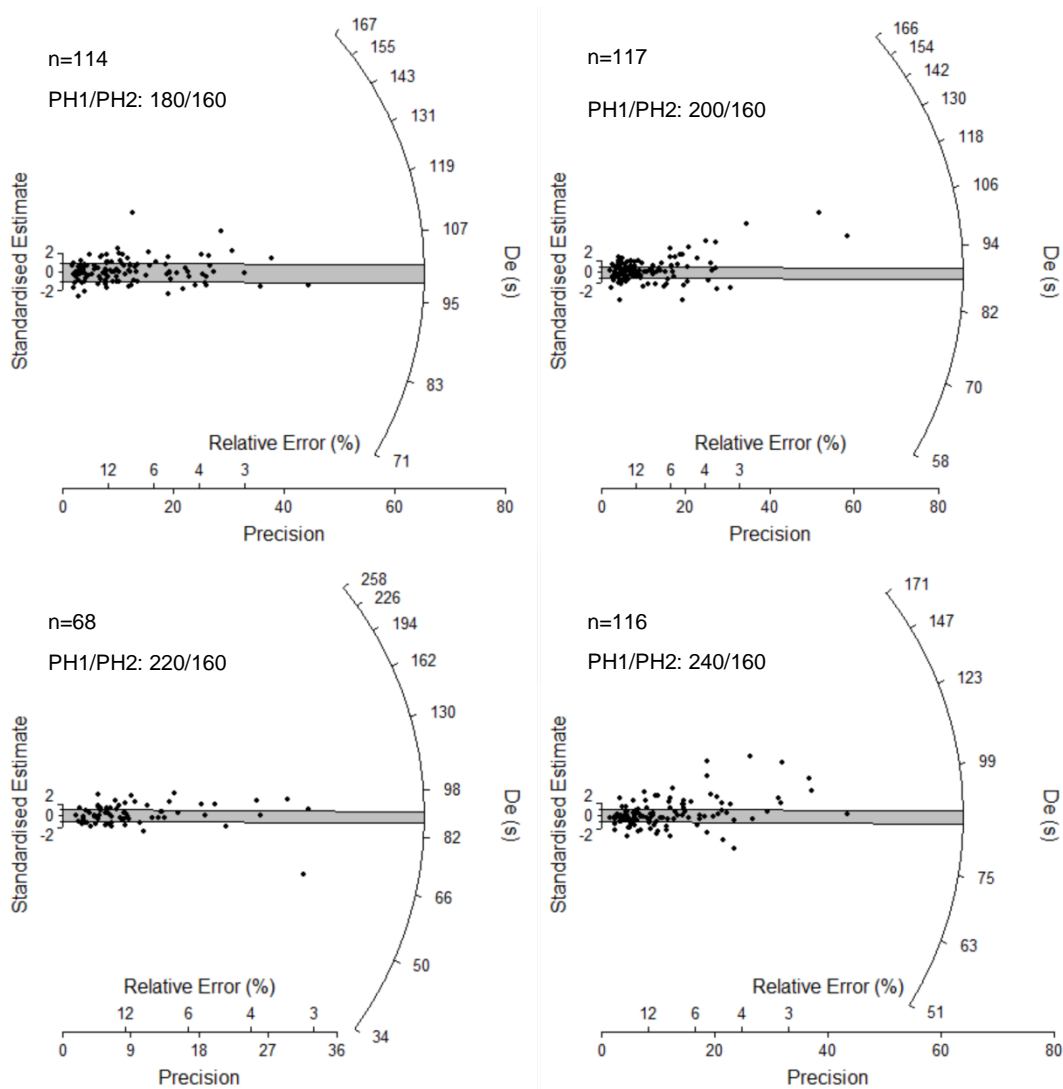 167
155
143
131
119
107
95
83
71
n=114
PH1/PH2: 180/160
Standardised Estimate
2
0
-2
De (s)
Relative Error (%)
12 6 4 3
0 20 40 60 80
Precision
166
154
142
130
118
106
94
82
70
58
n=117
PH1/PH2: 200/160
Standardised Estimate
2
0
-2
De (s)
Relative Error (%)
12 6 4 3
0 20 40 60 80
Precision
258
226
194
162
130
98
82
66
50
34
n=68
PH1/PH2: 220/160
Standardised Estimate
2
0
-2
De (s)
Relative Error (%)
12 6 4 3
0 9 18 27 36
Precision
171
147
123
99
75
63
51
n=116
PH1/PH2: 240/160
Standardised Estimate
2
0
-2
De (s)
Relative Error (%)
12 6 4 3
0 20 40 60 80
Precision